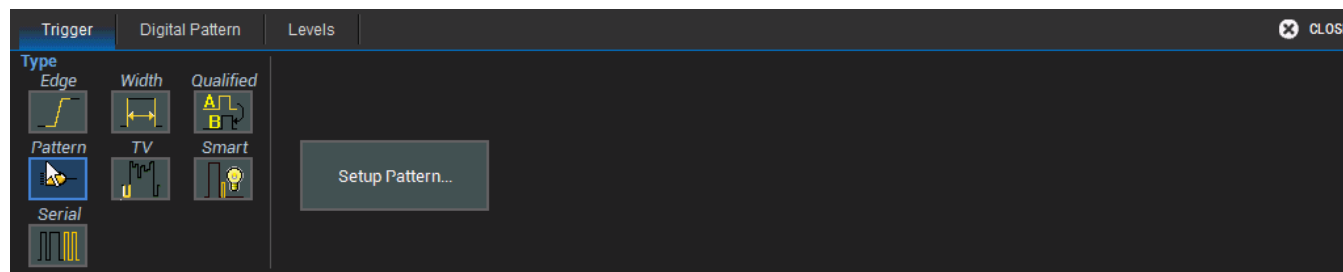 Trigger Digital Pattern Levels CLOS
Type
Edge Width Qualified
A
B
Pattern TV Smart
Setup Pattern...
Serial